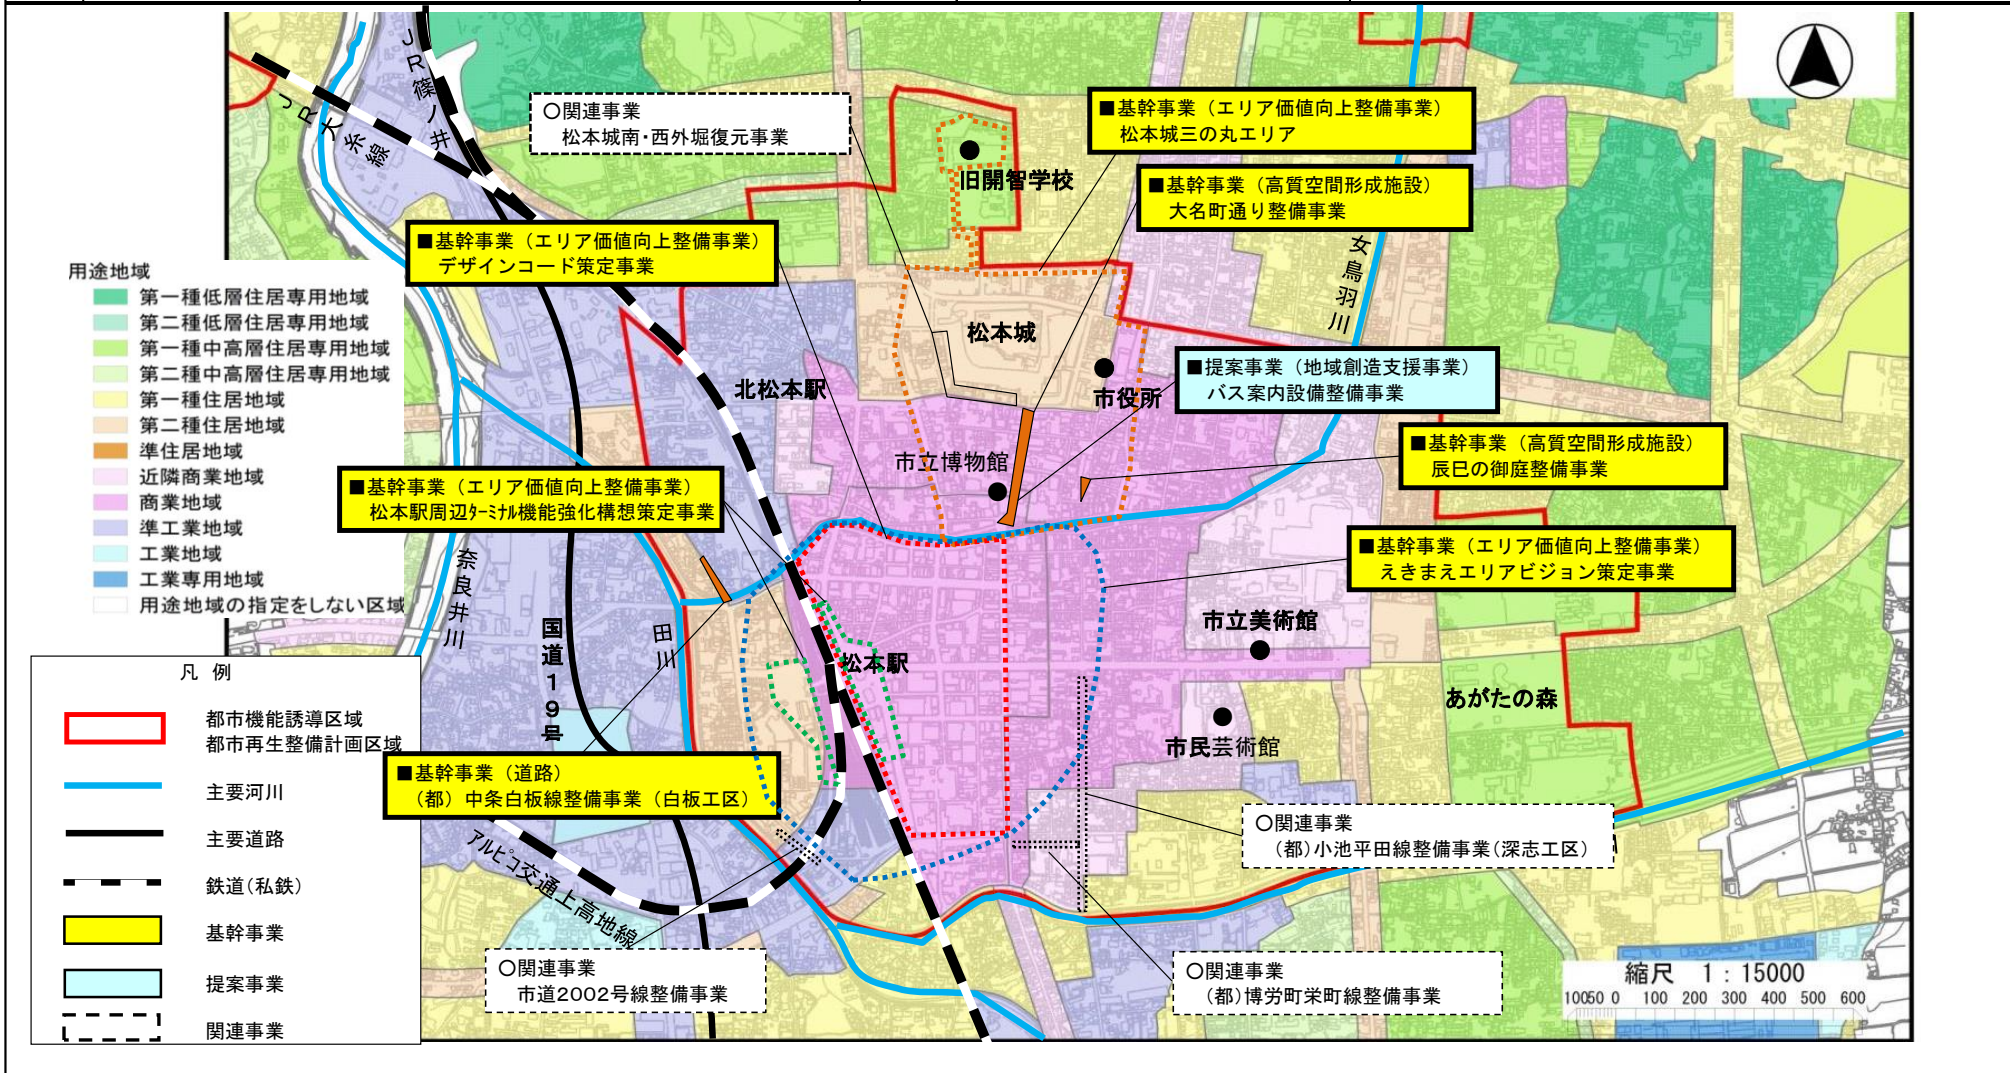 JR篠ノ井
JR大糸線
○関連事業
松本城南・西外堀復元事業
■基幹事業（エリア価値向上整備事業）
松本城三の丸エリア
旧開智学校
■基幹事業（高質空間形成施設）
大名町通り整備事業
■基幹事業（エリア価値向上整備事業）
デザインコード策定事業
女鳥羽川
松本城
北松本駅
市役所
■提案事業（地域創造支援事業）
バス案内設備整備事業
市立博物館
■基幹事業（高質空間形成施設）
辰巳の御庭整備事業
■基幹事業（エリア価値向上整備事業）
松本駅周辺ﾀｰﾐﾅﾙ機能強化構想策定事業
■基幹事業（エリア価値向上整備事業）
えきまえエリアビジョン策定事業
奈良井川
国道19号
田川
松本駅
市立美術館
あがたの森
市民芸術館
■基幹事業（道路）
（都）中条白板線整備事業（白板工区）
アルピコ交通上高地線
○関連事業
（都）小池平田線整備事業（深志工区）
○関連事業
市道2002号線整備事業
○関連事業
（都）博労町栄町線整備事業
縮尺 1：15000
100 50 0 100 200 300 400 500 600
用途地域
第一種低層住居専用地域
第二種低層住居専用地域
第一種中高層住居専用地域
第二種中高層住居専用地域
第一種住居地域
第二種住居地域
準住居地域
近隣商業地域
商業地域
準工業地域
工業地域
工業専用地域
用途地域の指定をしない区域
凡 例
都市機能誘導区域
都市再生整備計画区域
主要河川
主要道路
鉄道（私鉄）
基幹事業
提案事業
関連事業